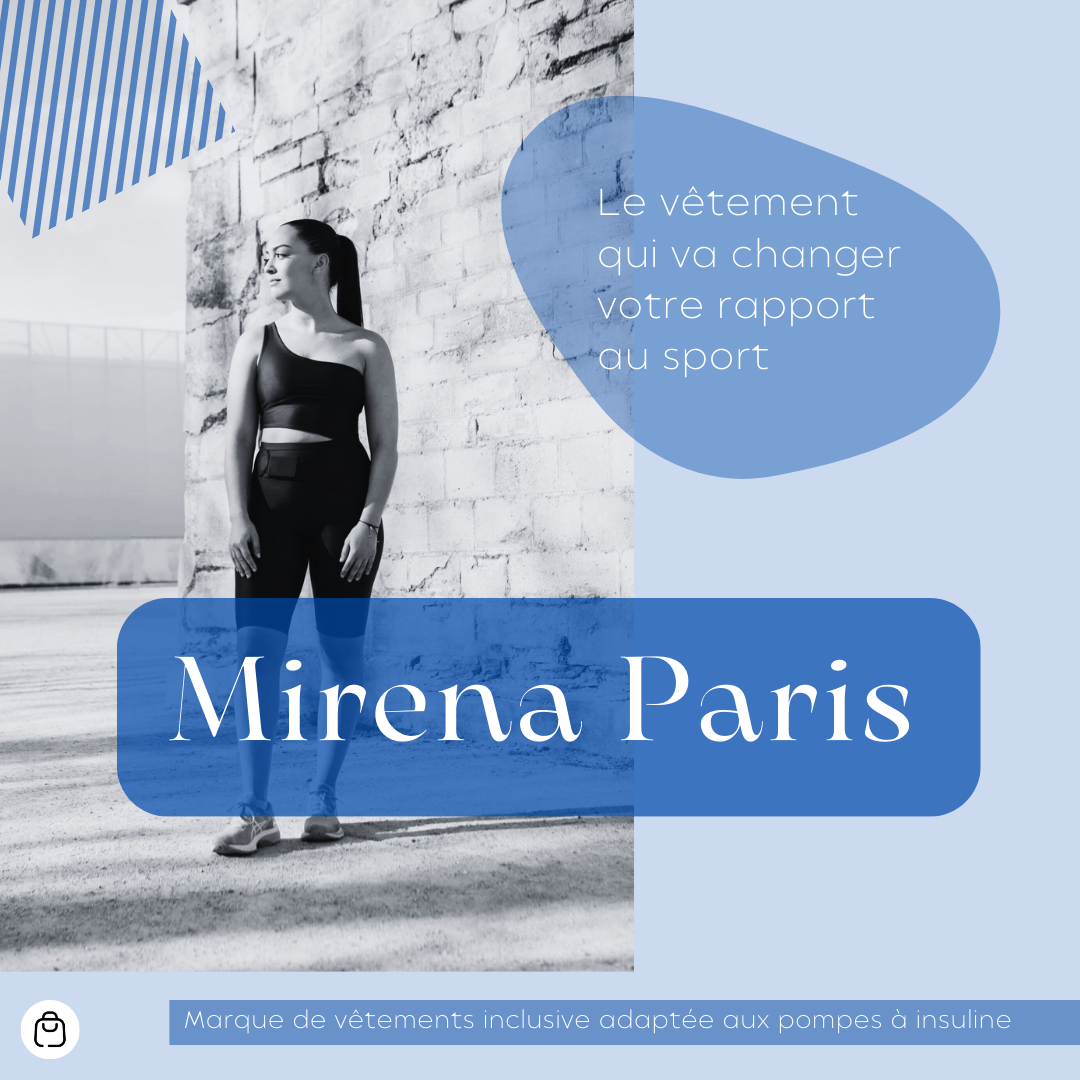 Le vêtement
qui va changer
votre rapport
au sport
Mirena Paris
Marque de vêtements inclusive adaptée aux pompes à insuline